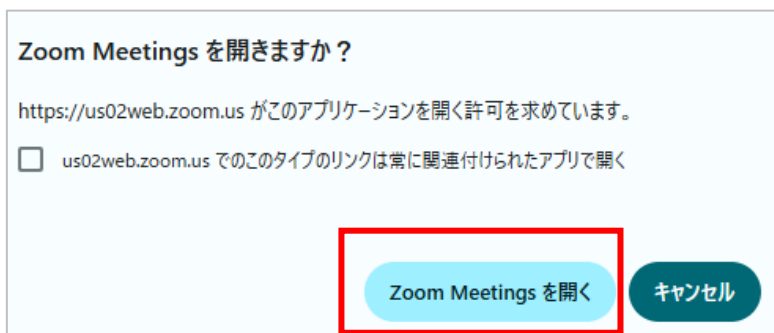 Zoom Meetings を開きますか？
https://us02web.zoom.us がこのアプリケーションを開く許可を求めています。
us02web.zoom.us でのこのタイプのリンクは常に関連付けられたアプリで開く
Zoom Meetings を開く キャンセル